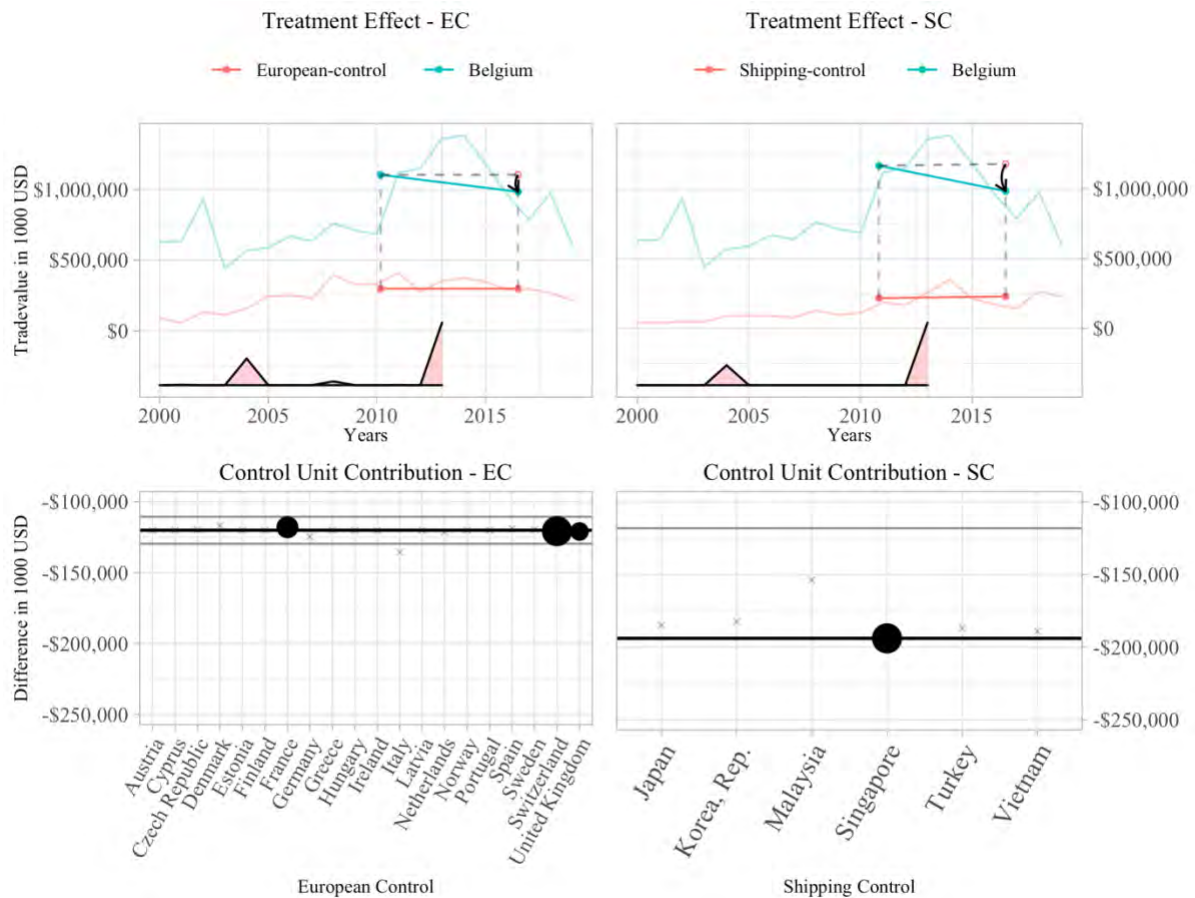 Treatment Effect - EC
Treatment Effect - SC
European-control
Belgium
Shipping-control
Belgium
Tradevalue in 1000 USD
$1,000,000
$500,000
$0
$1,000,000
$500,000
$0
2000
2005
2010
2015
2000
2005
2010
2015
Years
Years
Control Unit Contribution - EC
Control Unit Contribution - SC
Difference in 1000 USD
-$100,000
-$150,000
-$200,000
-$250,000
-$100,000
-$150,000
-$200,000
-$250,000
Austria
Cyprus
Czech Republic
Denmark
Estonia
Finland
France
Germany
Greece
Hungary
Ireland
Italy
Latvia
Netherlands
Norway
Portugal
Spain
Sweden
Switzerland
United Kingdom
Japan
Korea, Rep.
Malaysia
Singapore
Turkey
Vietnam
European Control
Shipping Control